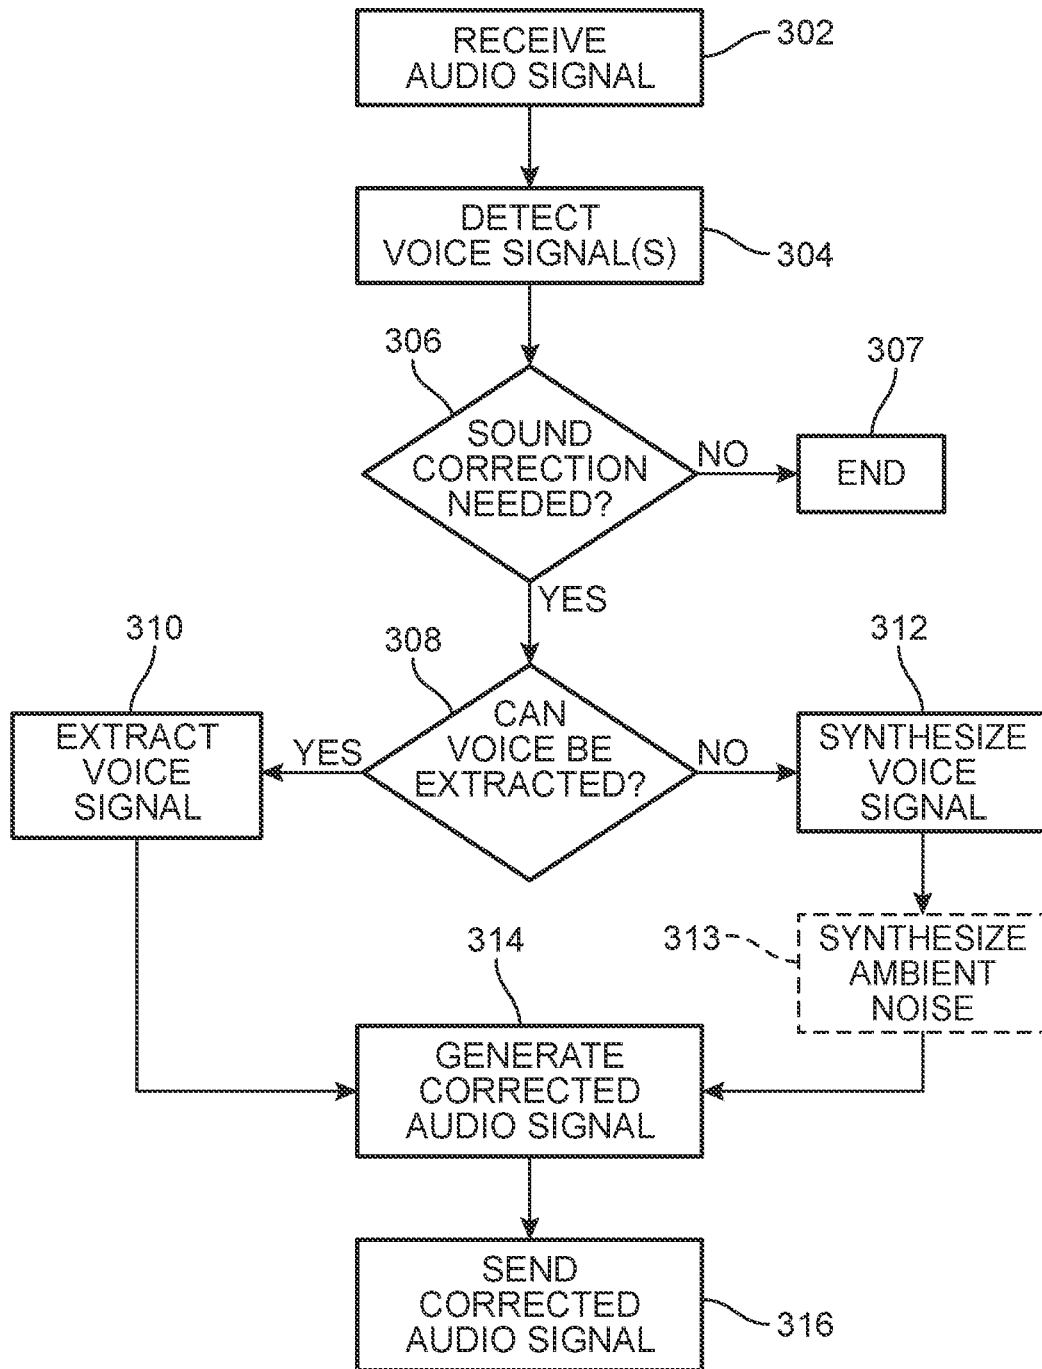 RECEIVE
AUDIO SIGNAL
302
DETECT
VOICE SIGNAL(S)
304
306
SOUND
CORRECTION
NEEDED?
NO
307
END
YES
308
CAN
VOICE BE
EXTRACTED?
YES
310
EXTRACT
VOICE
SIGNAL
NO
312
SYNTHESIZE
VOICE
SIGNAL
313
SYNTHESIZE
AMBIENT
NOISE
314
GENERATE
CORRECTED
AUDIO SIGNAL
SEND
CORRECTED
AUDIO SIGNAL
316